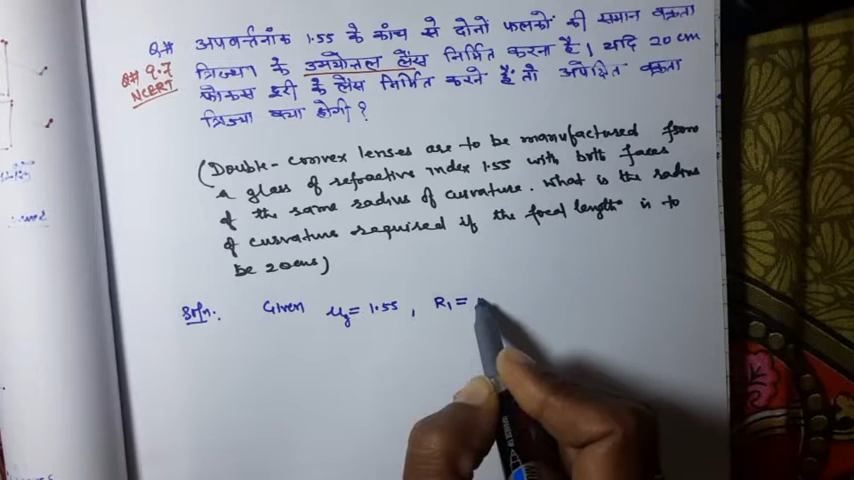 Q# अपवर्तनांक 1.55 के कांच से दोनों फलकों की समान वक्रता
Q# 9.7 त्रिज्या के उभयोत्तल लैंस निर्मित करना है, यदि 20 cm
NCERT फोकस दूरी के लैंस निर्मित करने हैं तो अपेक्षित वक्रता
त्रिज्या क्या होगी?
(Double-convex lenses are to be manufactured from
a glass of refractive index 1.55 with both faces
of the same radius of curvature. What is the radius
of curvature required if the focal length is to
be 20cm)
Soln. Given μg = 1.55 , R1 =